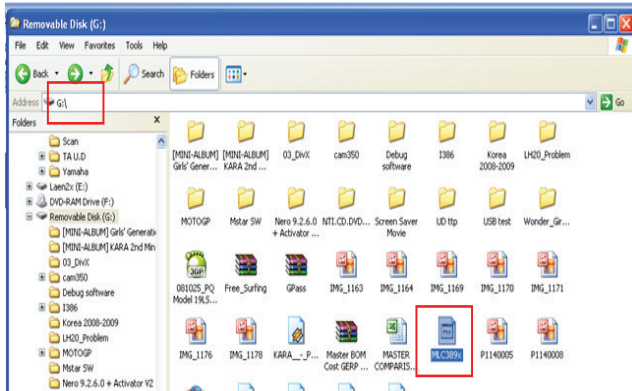 Removable Disk (G:)
File Edit View Favorites Tools Help
Back Search Folders
Address G:\ Go
Folders x
Scan
TA U.D
Yamaha
Laen2x (E:)
DVD-RAM Drive (F:)
Removable Disk (G:)
[MINI-ALBUM] Girls' Generati
[MINI-ALBUM] KARA 2nd Min
03_DivX
cam350
Debug software
I386
Korea 2008-2009
LH20_Problem
MOTOGP
Mstar SW
Nero 9.2.6.0 + Activator V2
[MINI-ALBUM] Girls' Gener...
[MINI-ALBUM] KARA 2nd ...
03_DivX
cam350
Debug software
I386
Korea 2008-2009
LH20_Problem
MOTOGP
Mstar SW
Nero 9.2.6.0 + Activator ...
NTI.CD.DVD...
Screen Saver Movie
UD ttp
USB test
Wonder_Gir...
3GP
081025_PQ Model 19LS...
Free_Surfing
GPass
IMG_1163
IMG_1164
IMG_1169
IMG_1170
IMG_1171
IMG_1176
IMG_1178
KARA_-_P...
Master BOM Cost GERP ...
MASTER COMPARIS...
MLC389x
P1140005
P1140008